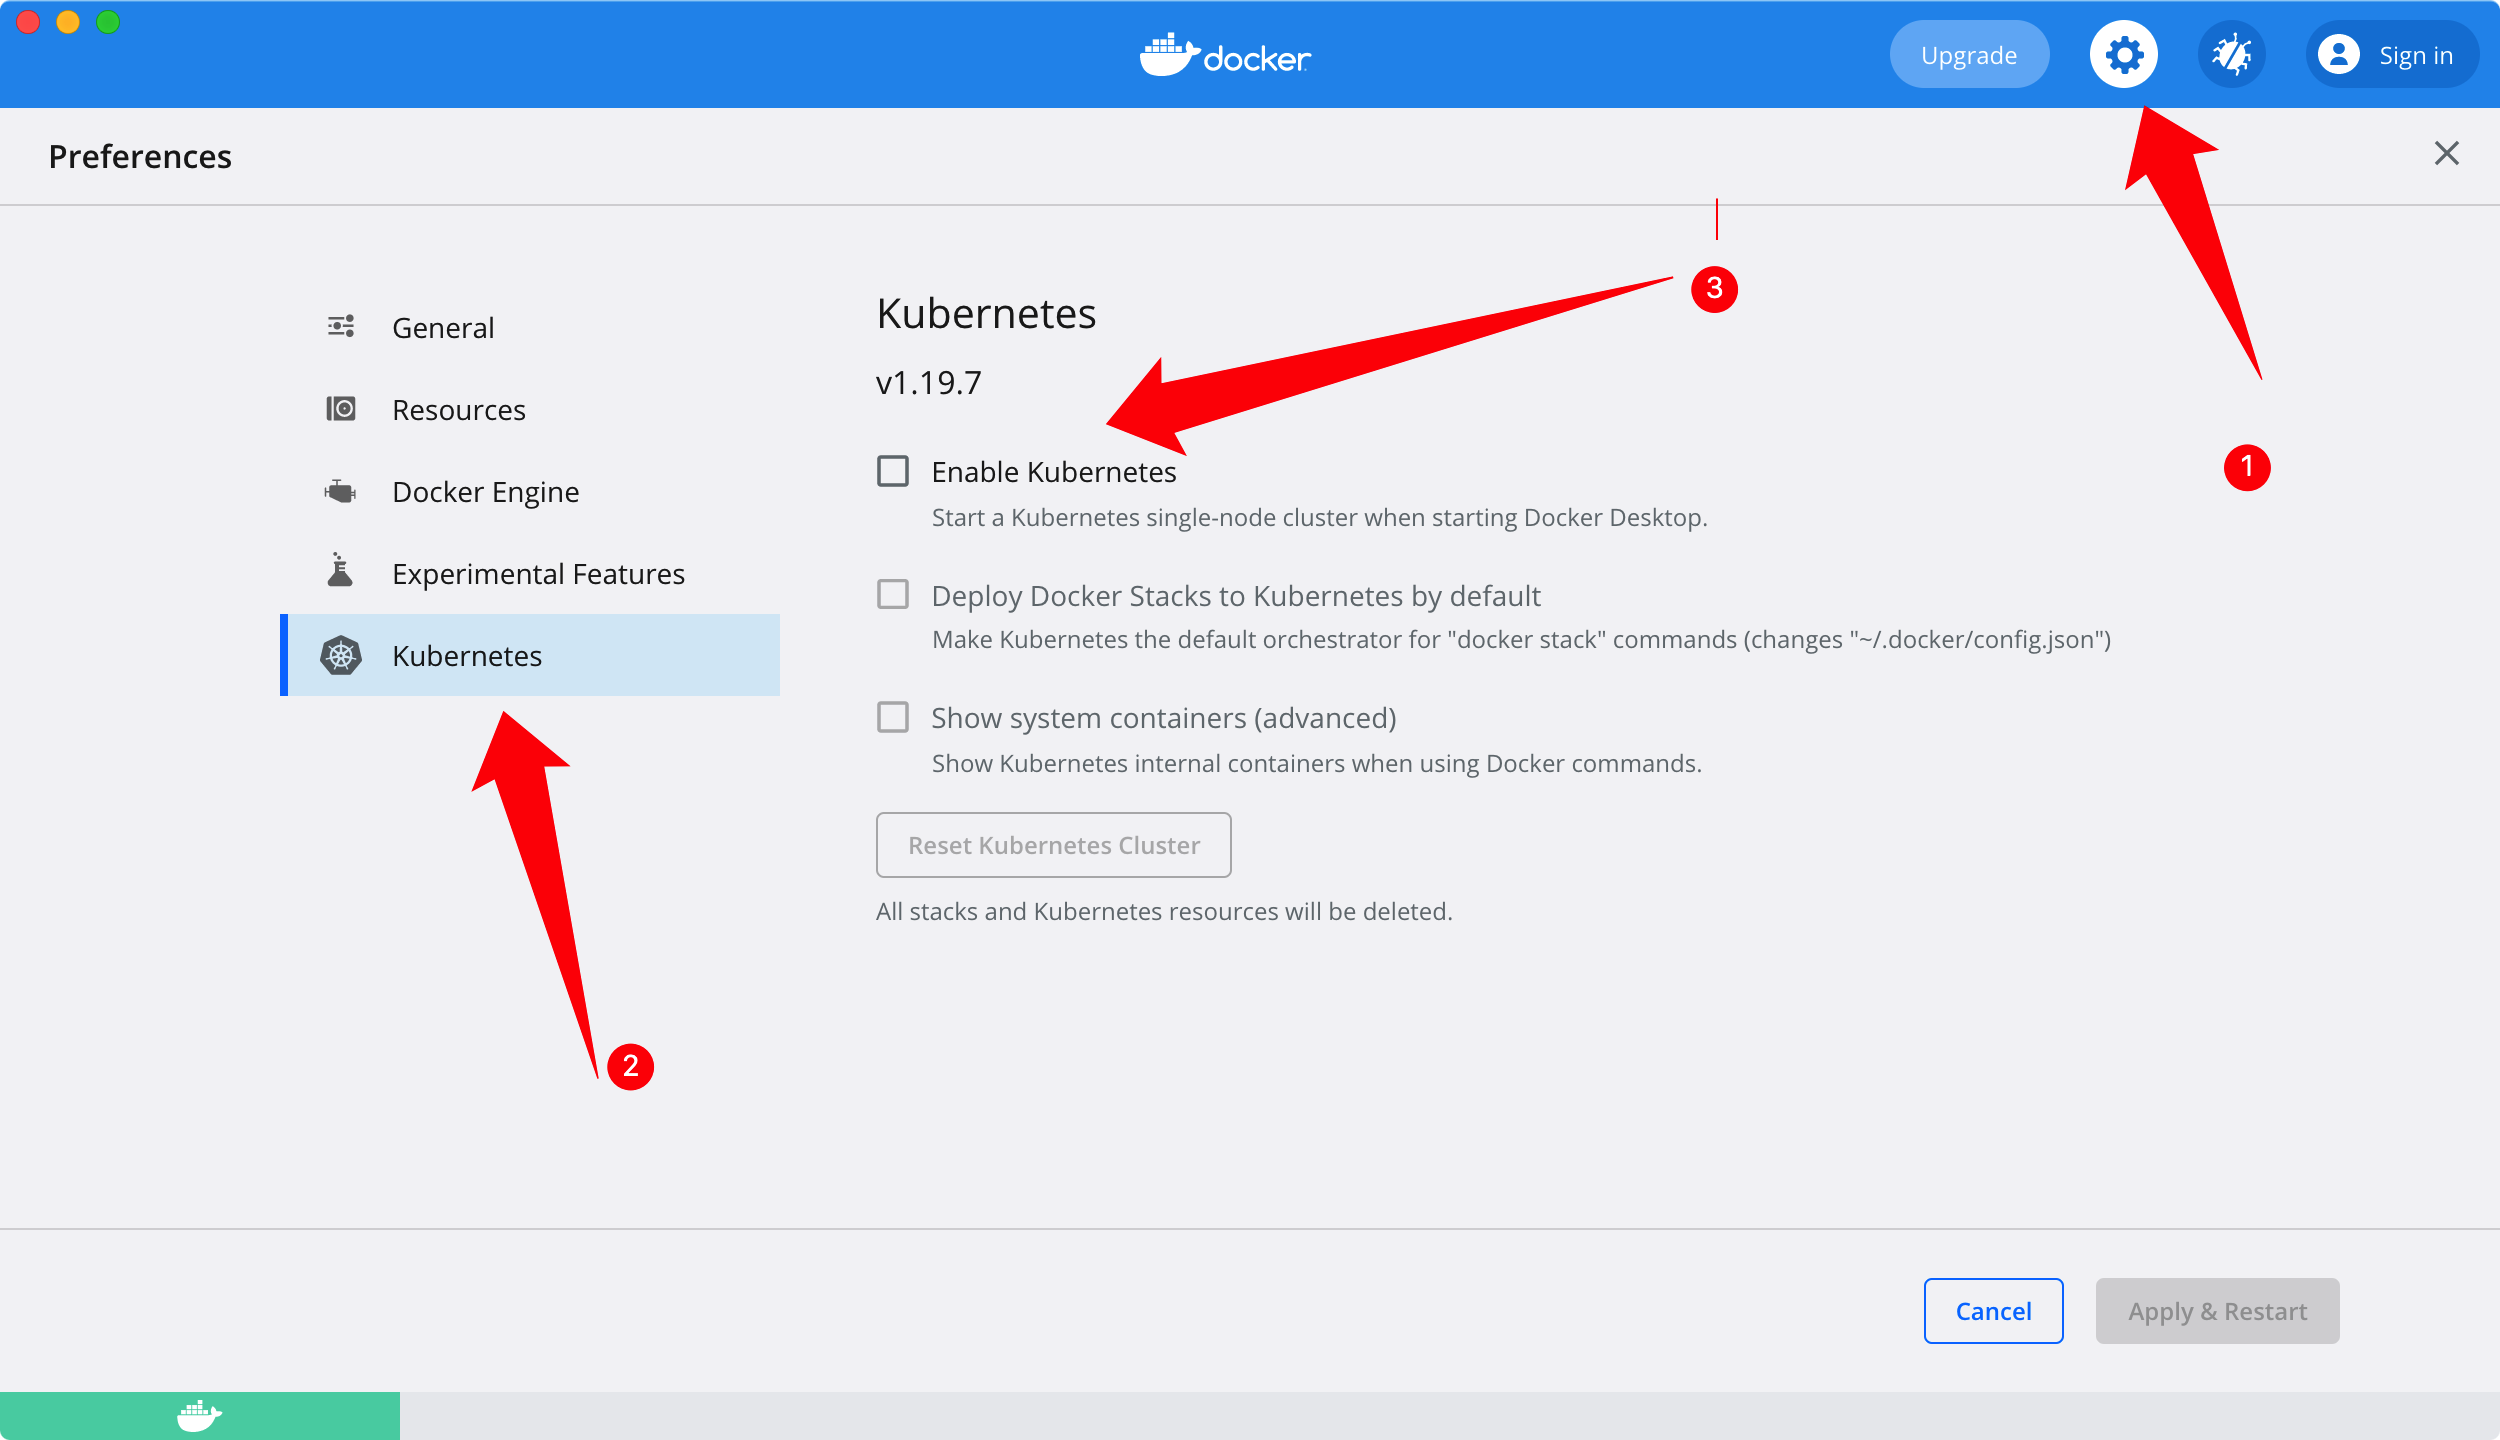 docker
Upgrade
Sign in
Preferences
General
Resources
Docker Engine
Experimental Features
Kubernetes
Kubernetes
v1.19.7
Enable Kubernetes
Start a Kubernetes single-node cluster when starting Docker Desktop.
Deploy Docker Stacks to Kubernetes by default
Make Kubernetes the default orchestrator for "docker stack" commands (changes "~/.docker/config.json")
Show system containers (advanced)
Show Kubernetes internal containers when using Docker commands.
Reset Kubernetes Cluster
All stacks and Kubernetes resources will be deleted.
3
1
2
Cancel
Apply & Restart